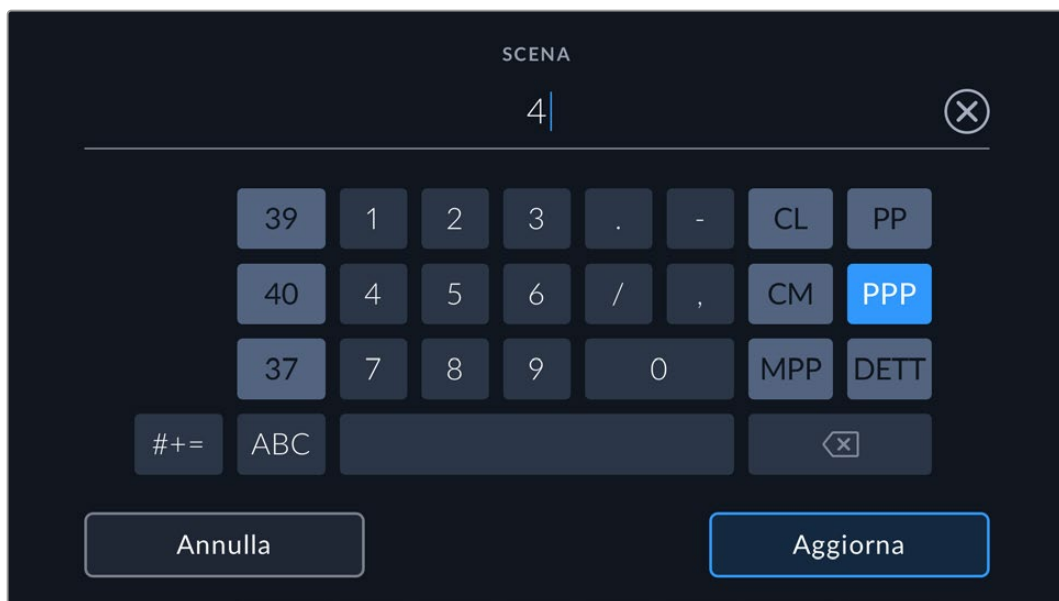 SCENA
4
39 1 2 3 . - CL PP
40 4 5 6 / , CM PPP
37 7 8 9 0 MPP DETT
#+= ABC
Annulla Aggiorna